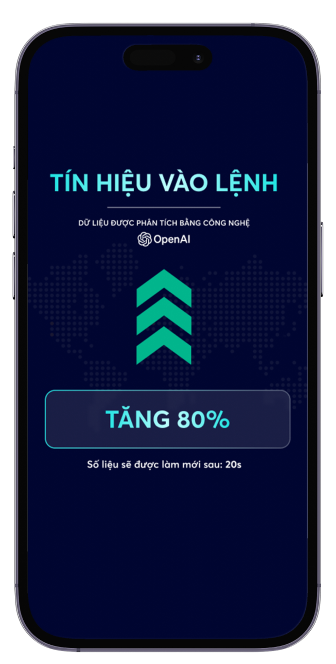 TÍN HIỆU VÀO LỆNH
DỮ LIỆU ĐƯỢC PHÂN TÍCH BẰNG CÔNG NGHỆ
OpenAI
TĂNG 80%
Số liệu sẽ được làm mới sau: 20s